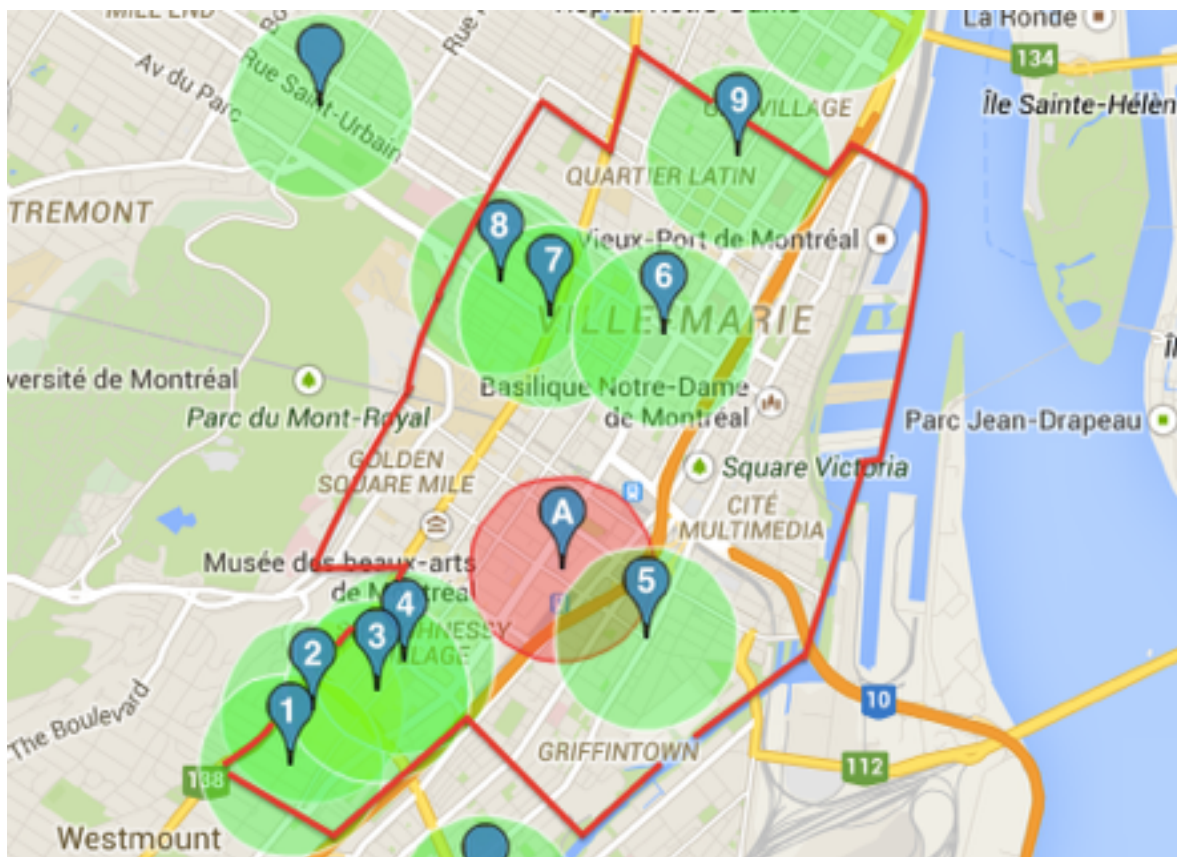 MILL END
La Ronde
134
Av du Parc
Rue Saint-Urbain
9
VILLAGE
Île Sainte-Hélèn
QUARTIER LATIN
TREMONT
8
Vieux-Port de Montréal
7
6
VILLE-MARIE
versité de Montréal
Basilique Notre-Dame
de Montréal
Parc du Mont-Royal
Parc Jean-Drapeau
GOLDEN
SQUARE MILE
Square Victoria
A
CITÉ
MULTIMEDIA
Musée des beaux-arts
de Montréal
5
4
3
2
1
The Boulevard
10
138
GRIFFINTOWN
112
Westmount